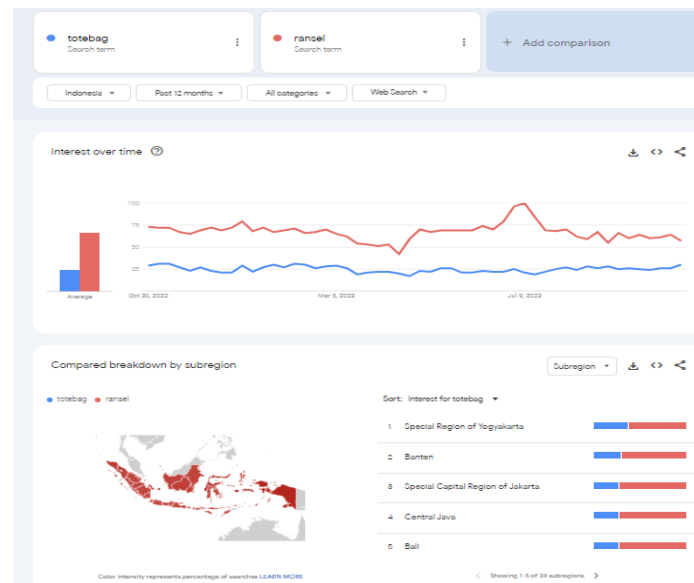 totebag
Search term
ransel
Search term
+ Add comparison
Indonesia
Past 12 months
All categories
Web Search
Interest over time
100
75
50
25
Average
Oct 30, 2022
Mar 5, 2023
Jul 9, 2023
Compared breakdown by subregion
Subregion
totebag ransel
Sort: Interest for totebag
1 Special Region of Yogyakarta
2 Banten
3 Special Capital Region of Jakarta
4 Central Java
5 Bali
Color intensity represents percentage of searches LEARN MORE
Showing 1-5 of 34 subregions